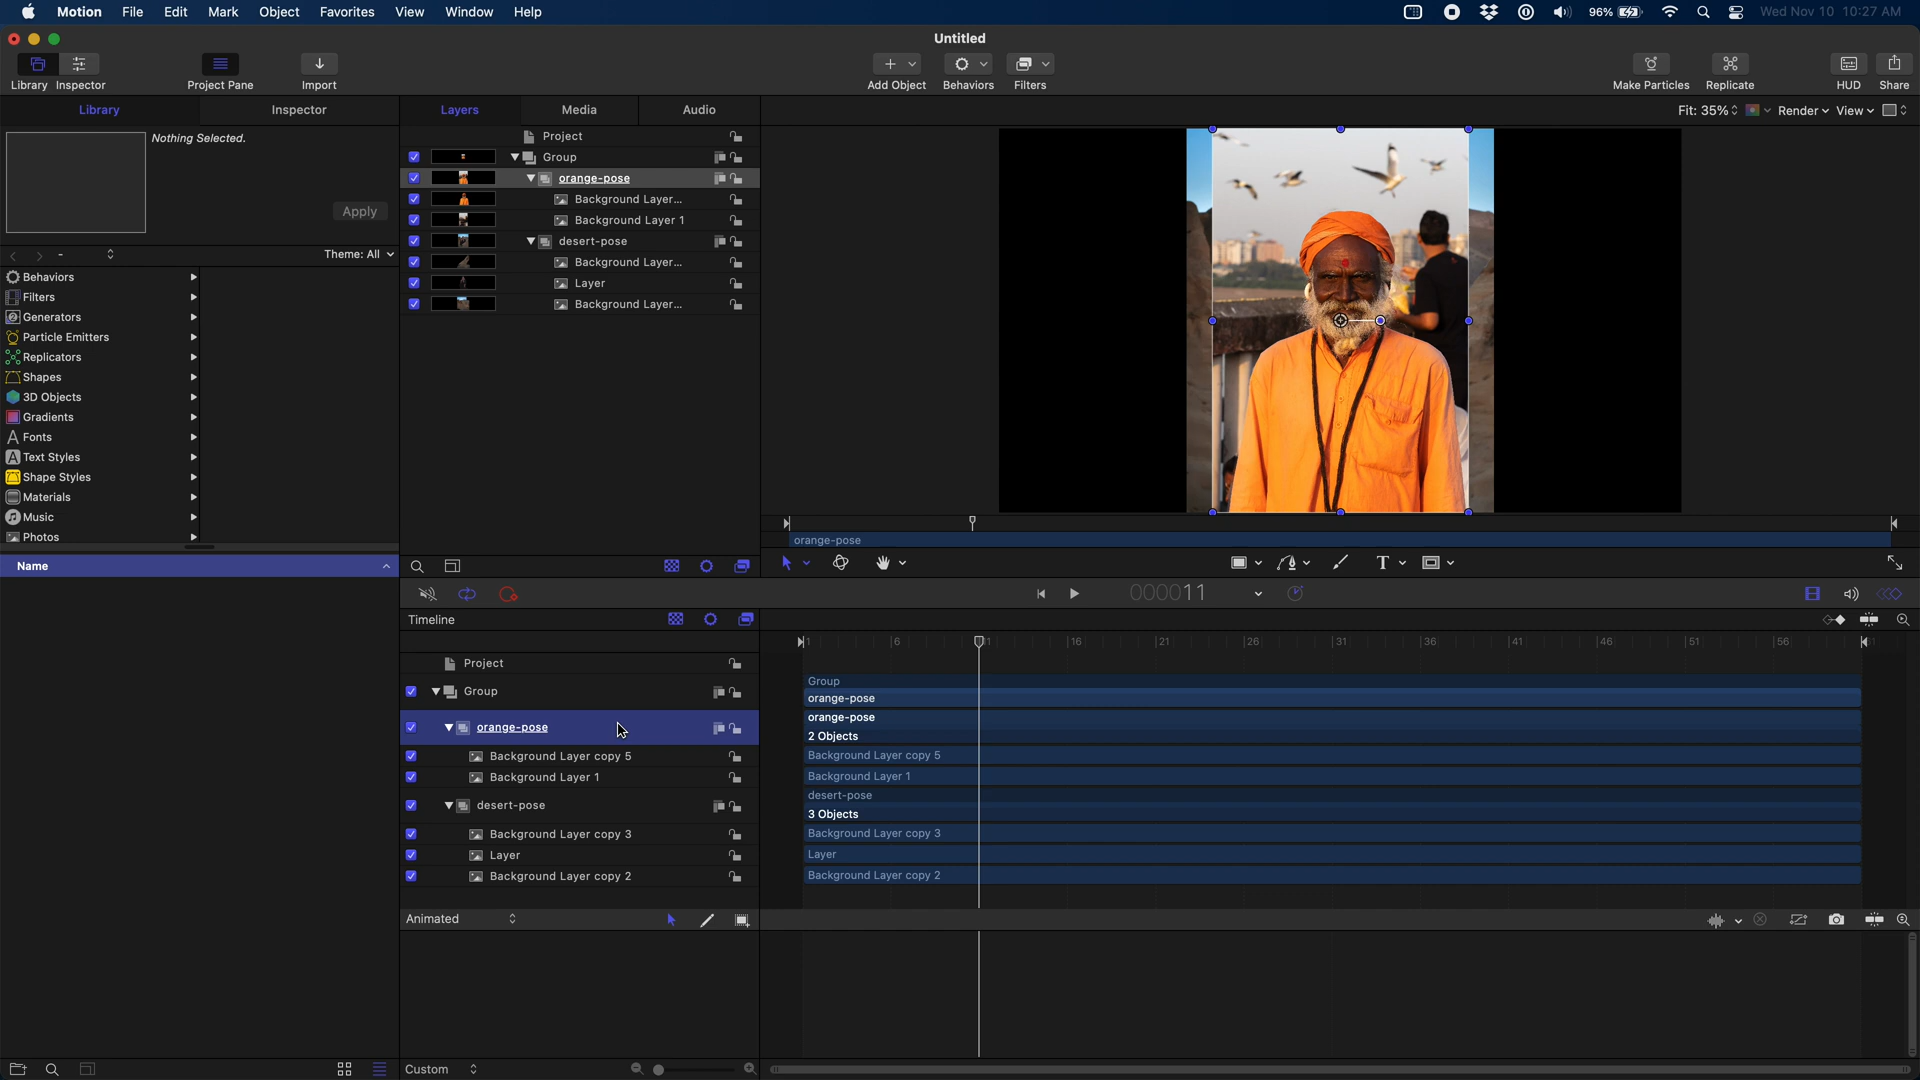 Motion File Edit Mark Object Favorites View Window Help
96% Wed Nov 10 10:27 AM
Untitled
Library Inspector Project Pane Import Add Object Behaviors Filters Make Particles Replicate HUD Share
Library Inspector Layers Media Audio Fit: 35% Render View
Nothing Selected.
Apply
- Theme: All
Behaviors
Filters
Generators
Particle Emitters
Replicators
Shapes
3D Objects
Gradients
Fonts
Text Styles
Shape Styles
Materials
Music
Photos
Name
Project
Group
orange-pose
Background Layer...
Background Layer 1
desert-pose
Background Layer...
Layer
Background Layer...
orange-pose
T
000011
Timeline
1 6 11 16 21 26 31 36 41 46 51 56
Project
Group
orange-pose
Background Layer copy 5
Background Layer 1
desert-pose
Background Layer copy 3
Layer
Background Layer copy 2
Group
orange-pose
orange-pose
2 Objects
Background Layer copy 5
Background Layer 1
desert-pose
3 Objects
Background Layer copy 3
Layer
Background Layer copy 2
Animated
Custom